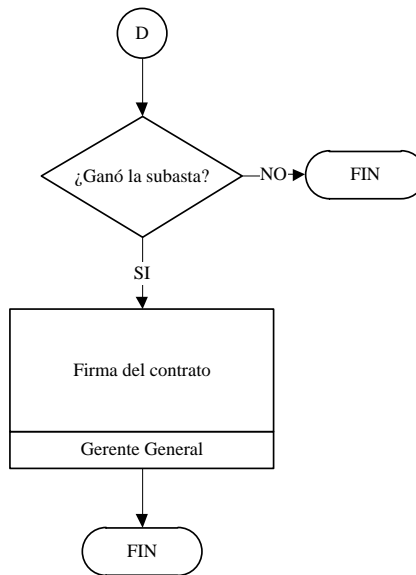 D
¿Ganó la subasta?
NO
FIN
SI
Firma del contrato
Gerente General
FIN